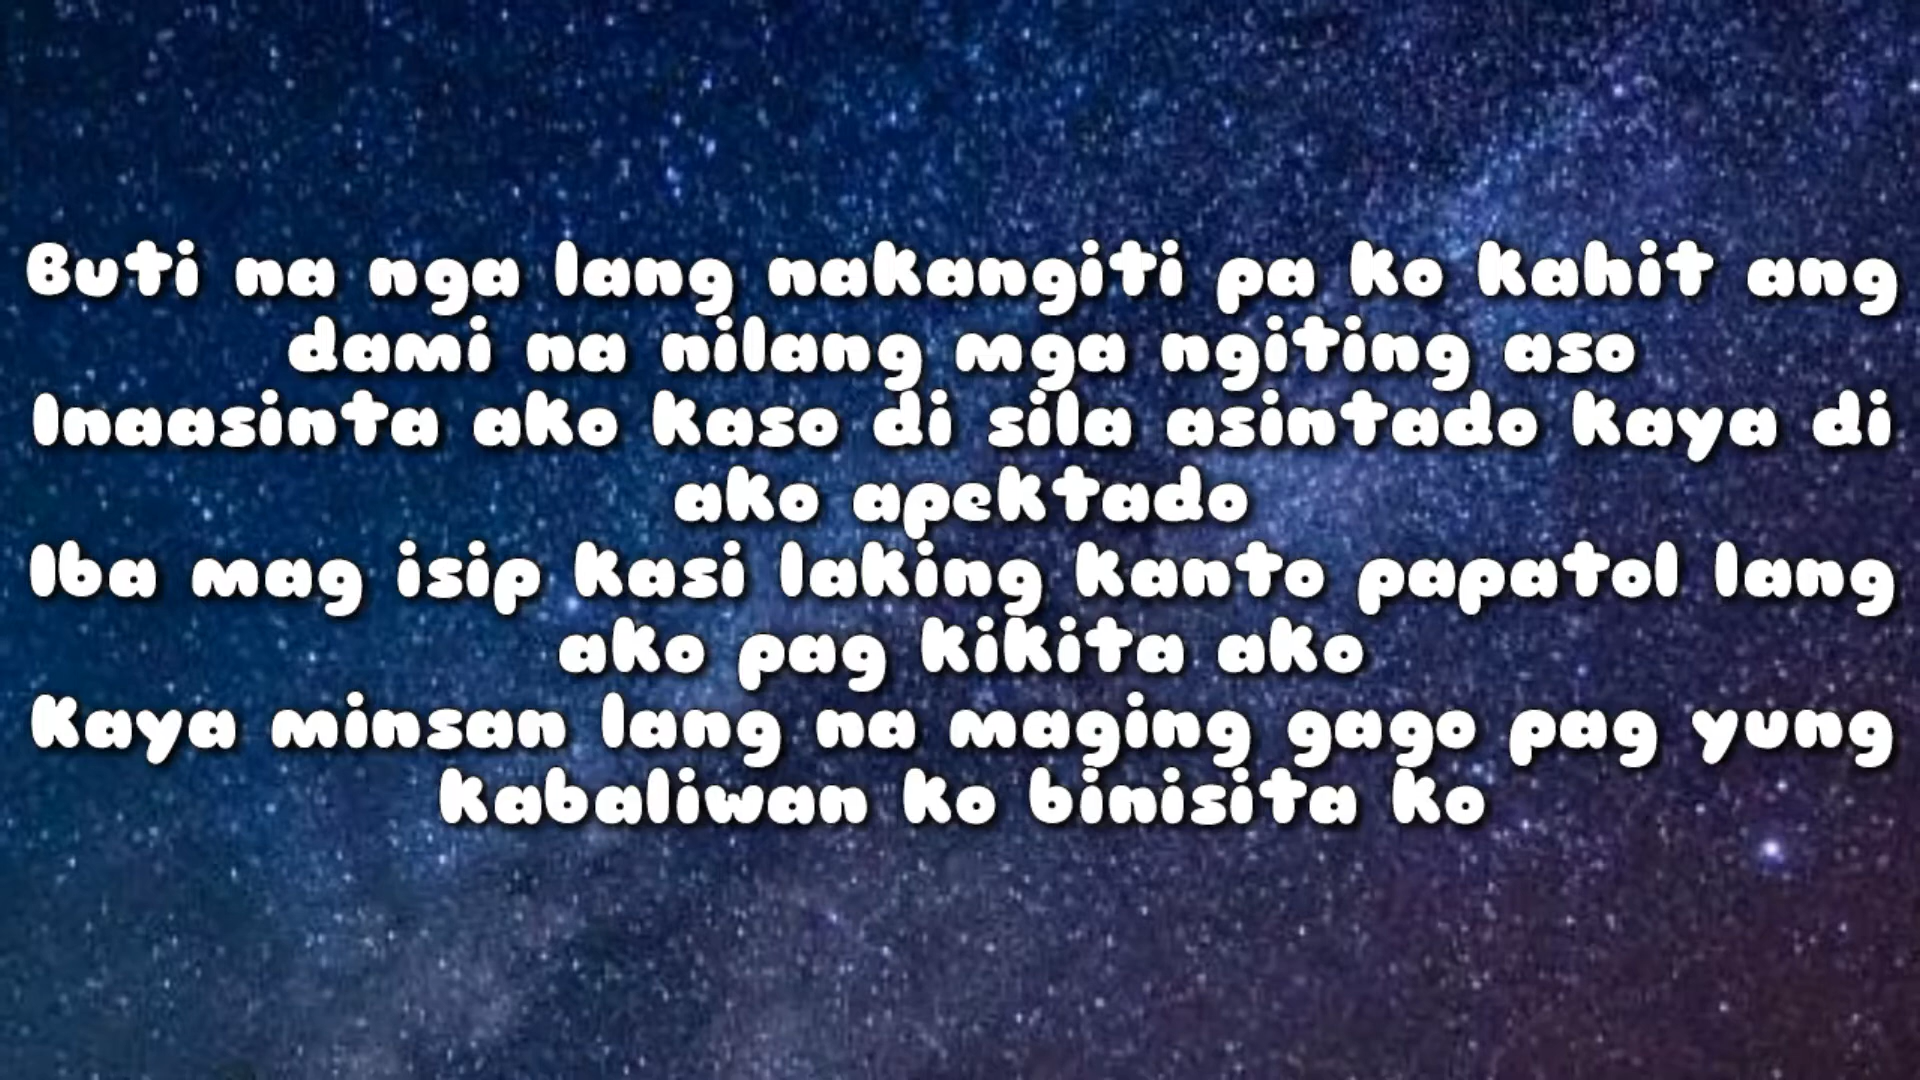 Buti na nga lang nakangiti pa ko kahit ang
dami na nilang mga ngiting aso
Inaasinta ako kaso di sila asintado kaya di
ako apektado
Iba mag isip kasi laking kanto papatol lang
ako pag kikita ako
Kaya minsan lang na maging gago pag yung
kabaliwan ko binisita ko